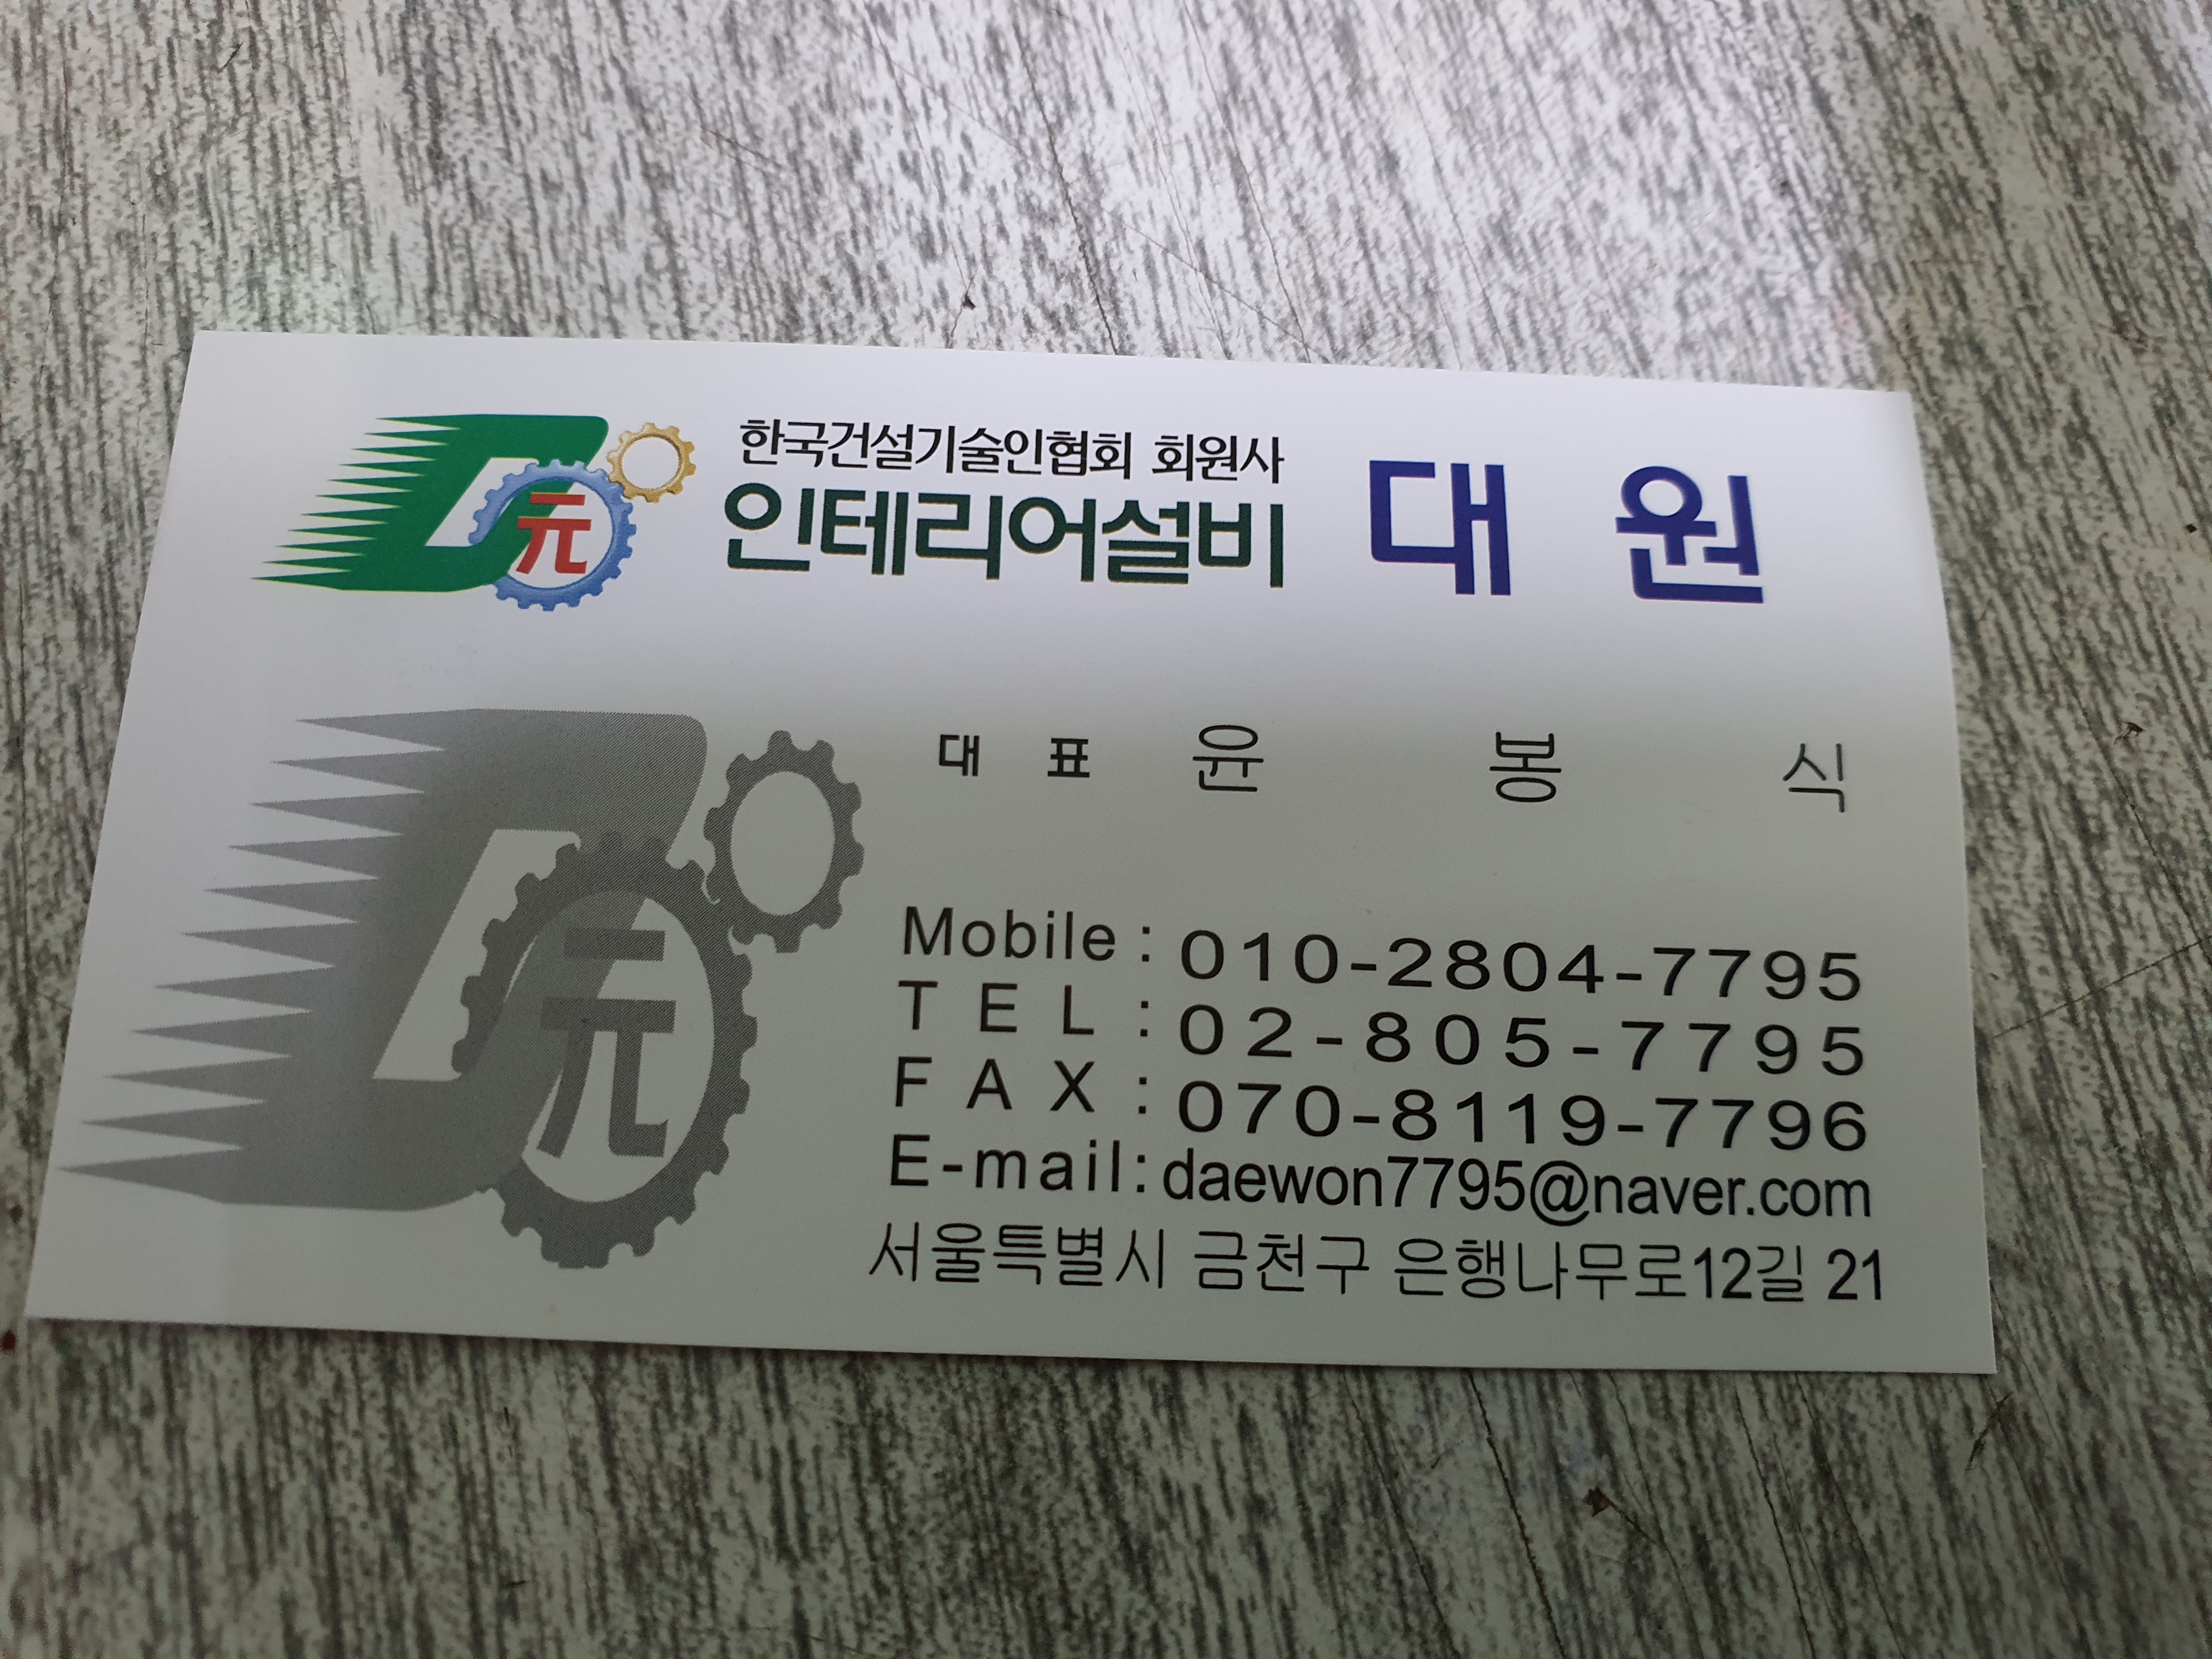 한국건설기술인협회 회원사
인테리어설비 대원
元
대표 윤봉식
元
Mobile : 010-2804-7795
TEL : 02-805-7795
FAX : 070-8119-7796
E-mail: daewon7795@naver.com
서울특별시 금천구 은행나무로12길 21